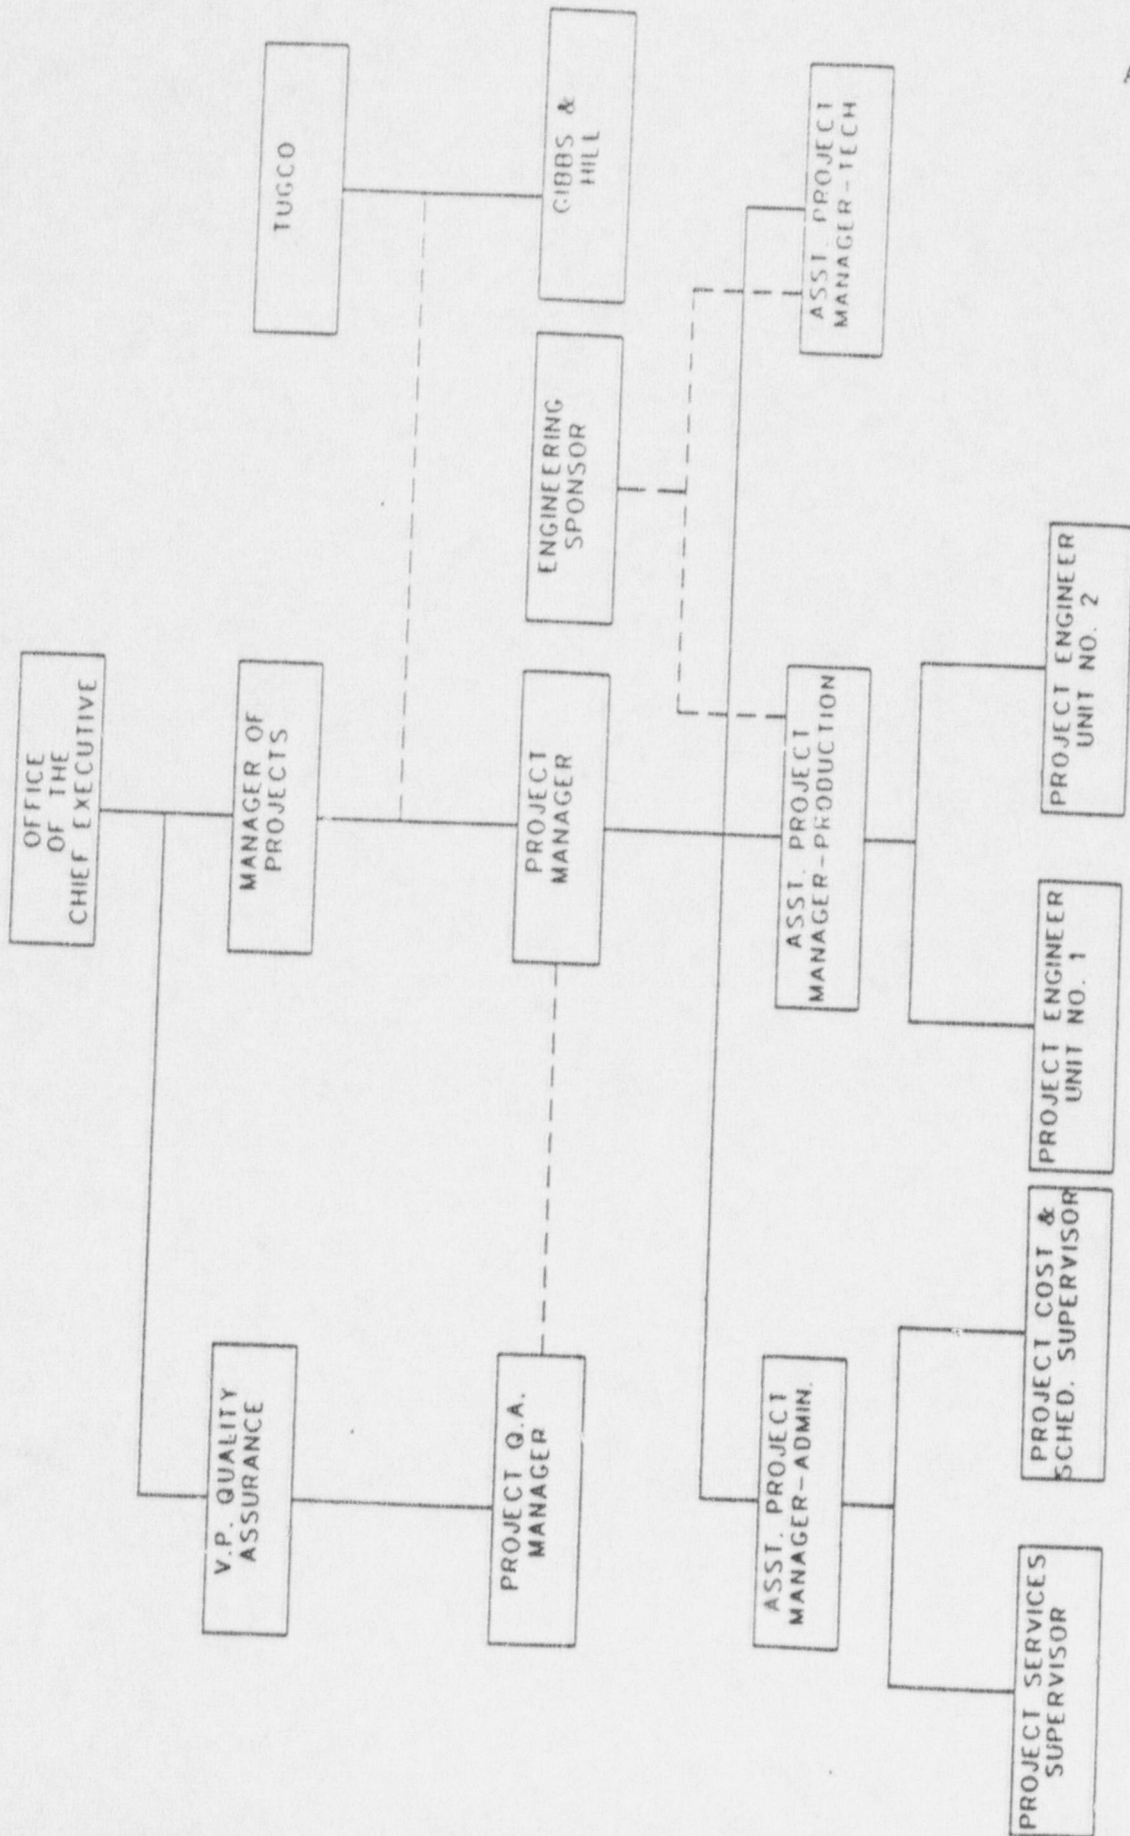 OFFICE
OF THE
CHIEF EXECUTIVE
V.P. QUALITY
ASSURANCE
MANAGER OF
PROJECTS
TUGCO
PROJECT Q.A.
MANAGER
PROJECT
MANAGER
ENGINEERING
SPONSOR
GIBBS &
HILL
ASST. PROJECT
MANAGER-ADMIN.
ASST. PROJECT
MANAGER-PRODUCTION
ASST. PROJECT
MANAGER-TECH
PROJECT SERVICES
SUPERVISOR
PROJECT COST &
SCHED. SUPERVISOR
PROJECT ENGINEER
UNIT NO. 1
PROJECT ENGINEER
UNIT NO. 2